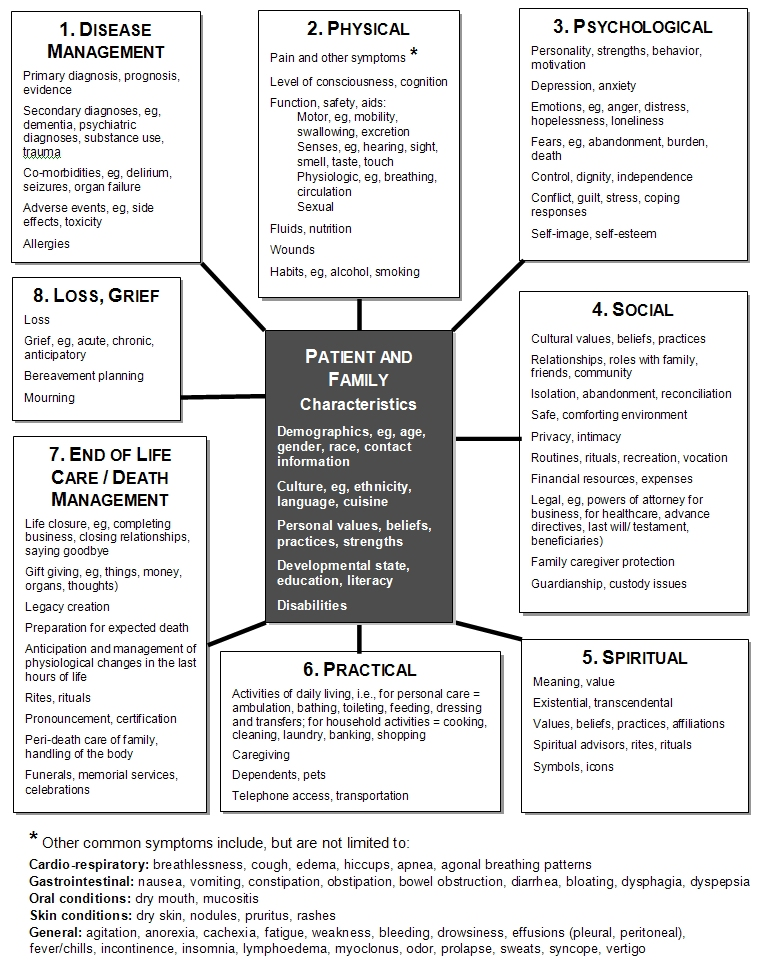 1. DISEASE
MANAGEMENT
Primary diagnosis, prognosis,
evidence
Secondary diagnoses, eg,
dementia, psychiatric
diagnoses, substance use,
trauma
Co-morbidities, eg, delirium,
seizures, organ failure
Adverse events, eg, side
effects, toxicity
Allergies
2. PHYSICAL
Pain and other symptoms *
Level of consciousness, cognition
Function, safety, aids:
Motor, eg, mobility,
swallowing, excretion
Senses, eg, hearing, sight,
smell, taste, touch
Physiologic, eg, breathing,
circulation
Sexual
Fluids, nutrition
Wounds
Habits, eg, alcohol, smoking
3. PSYCHOLOGICAL
Personality, strengths, behavior,
motivation
Depression, anxiety
Emotions, eg, anger, distress,
hopelessness, loneliness
Fears, eg, abandonment, burden,
death
Control, dignity, independence
Conflict, guilt, stress, coping
responses
Self-image, self-esteem
8. LOSS, GRIEF
Loss
Grief, eg, acute, chronic,
anticipatory
Bereavement planning
Mourning
PATIENT AND
FAMILY
Characteristics
Demographics, eg, age,
gender, race, contact
information
Culture, eg, ethnicity,
language, cuisine
Personal values, beliefs,
practices, strengths
Developmental state,
education, literacy
Disabilities
4. SOCIAL
Cultural values, beliefs, practices
Relationships, roles with family,
friends, community
Isolation, abandonment, reconciliation
Safe, comforting environment
Privacy, intimacy
Routines, rituals, recreation, vocation
Financial resources, expenses
Legal, eg, powers of attorney for
business, for healthcare, advance
directives, last will/ testament,
beneficiaries)
Family caregiver protection
Guardianship, custody issues
7. END OF LIFE
CARE / DEATH
MANAGEMENT
Life closure, eg, completing
business, closing relationships,
saying goodbye
Gift giving, eg, things, money,
organs, thoughts)
Legacy creation
Preparation for expected death
Anticipation and management of
physiological changes in the last
hours of life
Rites, rituals
Pronouncement, certification
Peri-death care of family,
handling of the body
Funerals, memorial services,
celebrations
6. PRACTICAL
Activities of daily living, i.e., for personal care =
ambulation, bathing, toileting, feeding, dressing
and transfers; for household activities = cooking,
cleaning, laundry, banking, shopping
Caregiving
Dependents, pets
Telephone access, transportation
5. SPIRITUAL
Meaning, value
Existential, transcendental
Values, beliefs, practices, affiliations
Spiritual advisors, rites, rituals
Symbols, icons
* Other common symptoms include, but are not limited to:
Cardio-respiratory: breathlessness, cough, edema, hiccups, apnea, agonal breathing patterns
Gastrointestinal: nausea, vomiting, constipation, obstipation, bowel obstruction, diarrhea, bloating, dysphagia, dyspepsia
Oral conditions: dry mouth, mucositis
Skin conditions: dry skin, nodules, pruritus, rashes
General: agitation, anorexia, cachexia, fatigue, weakness, bleeding, drowsiness, effusions (pleural, peritoneal),
fever/chills, incontinence, insomnia, lymphoedema, myoclonus, odor, prolapse, sweats, syncope, vertigo